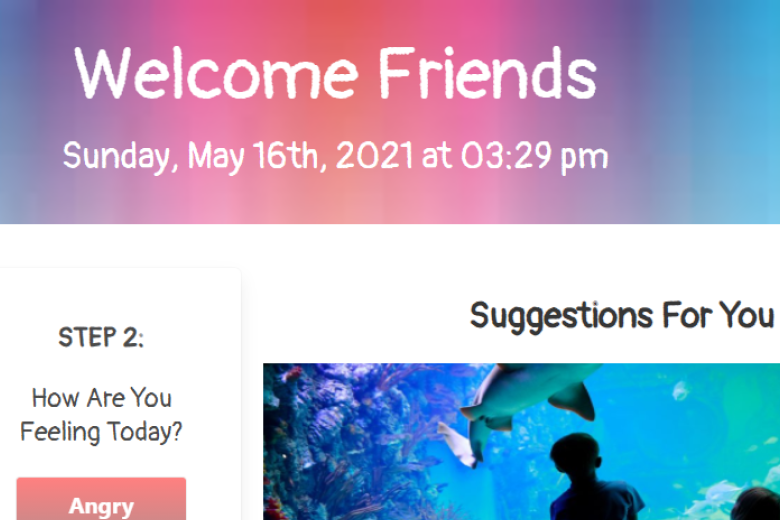 Welcome Friends
Sunday, May 16th, 2021 at 03:29 pm
STEP 2:
How Are You
Feeling Today?
Angry
Suggestions For You